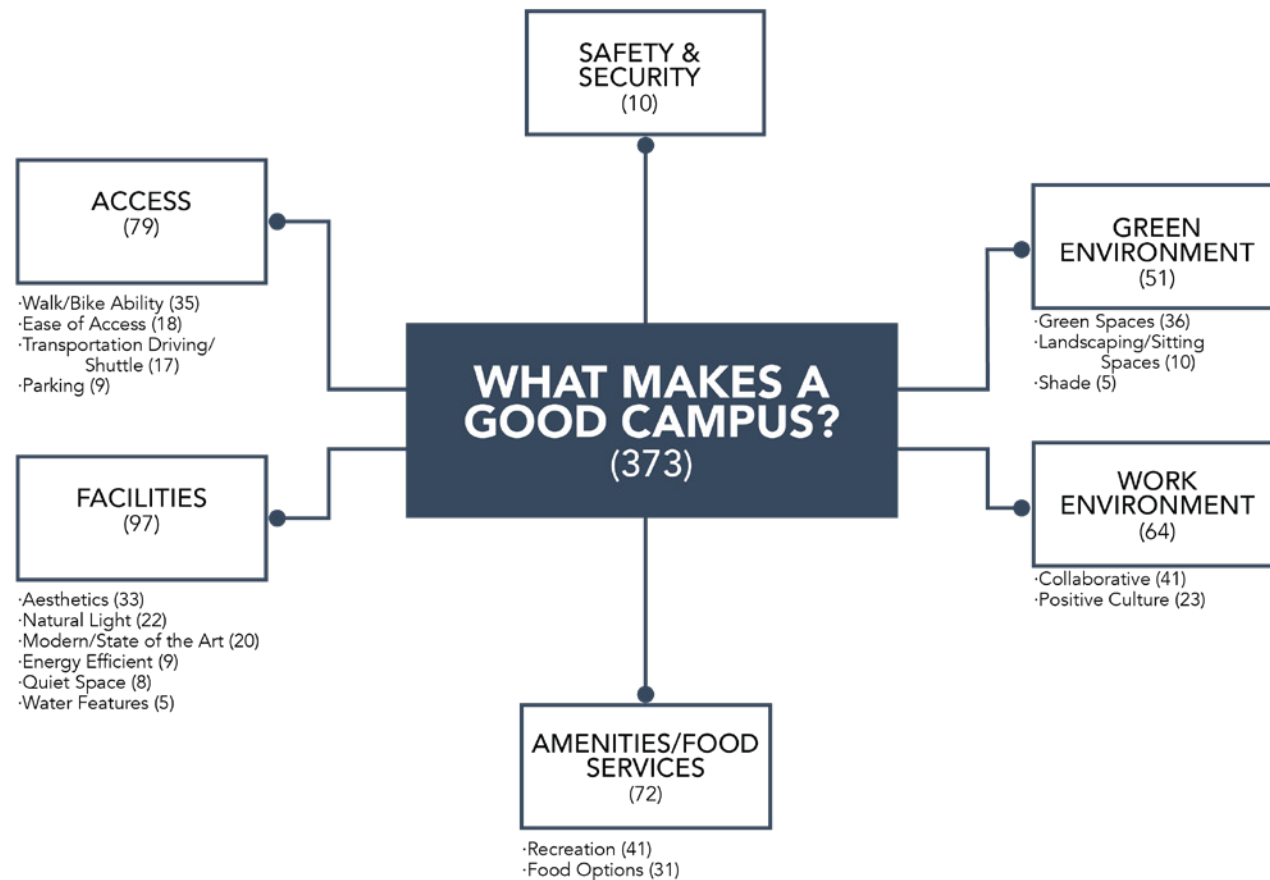 SAFETY &
SECURITY
(10)
ACCESS
(79)
·Walk/Bike Ability (35)
·Ease of Access (18)
·Transportation Driving/
Shuttle (17)
·Parking (9)
GREEN
ENVIRONMENT
(51)
·Green Spaces (36)
·Landscaping/Sitting
Spaces (10)
·Shade (5)
WHAT MAKES A
GOOD CAMPUS?
(373)
FACILITIES
(97)
·Aesthetics (33)
·Natural Light (22)
·Modern/State of the Art (20)
·Energy Efficient (9)
·Quiet Space (8)
·Water Features (5)
WORK
ENVIRONMENT
(64)
·Collaborative (41)
·Positive Culture (23)
AMENITIES/FOOD
SERVICES
(72)
·Recreation (41)
·Food Options (31)